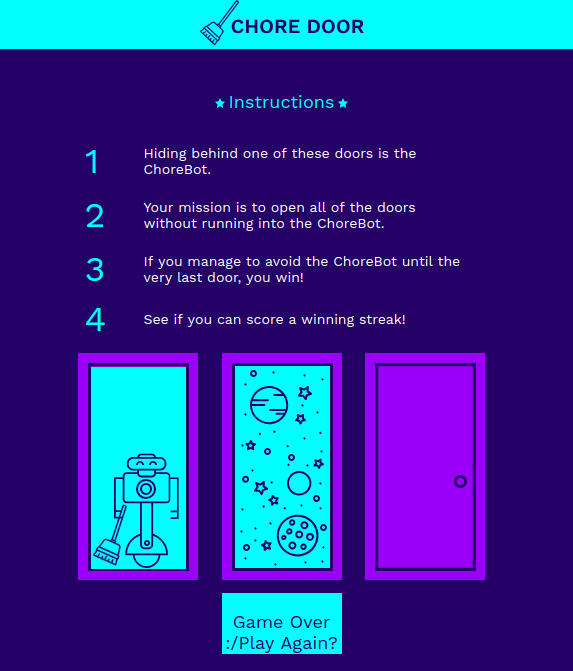 CHORE DOOR
Instructions
1
Hiding behind one of these doors is the
ChoreBot.
2
Your mission is to open all of the doors
without running into the ChoreBot.
3
If you manage to avoid the ChoreBot until the
very last door, you win!
4
See if you can score a winning streak!
Game Over
:/Play Again?